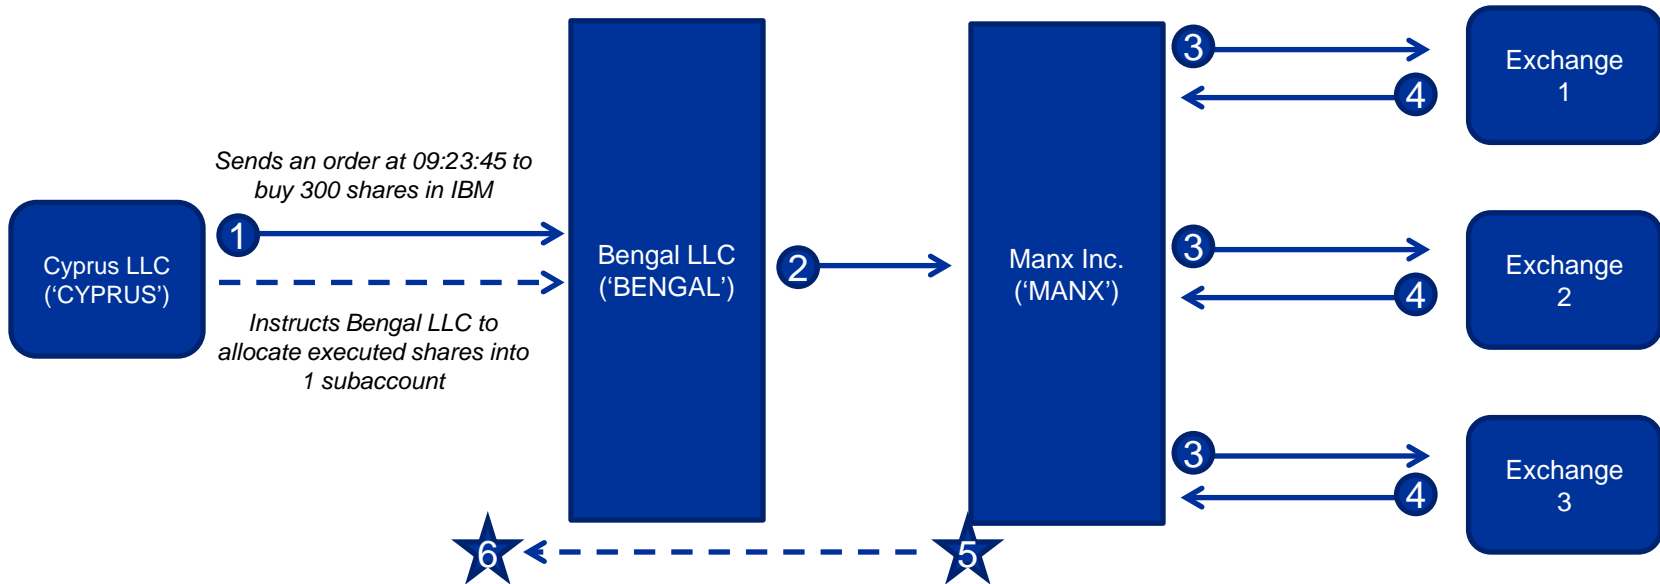 Sends an order at 09:23:45 to
buy 300 shares in IBM
Cyprus LLC
(‘CYPRUS’)
1
Instructs Bengal LLC to
allocate executed shares into
1 subaccount
Bengal LLC
(‘BENGAL’)
2
Manx Inc.
(‘MANX’)
3
4
Exchange
1
3
4
Exchange
2
3
4
Exchange
3
6
5